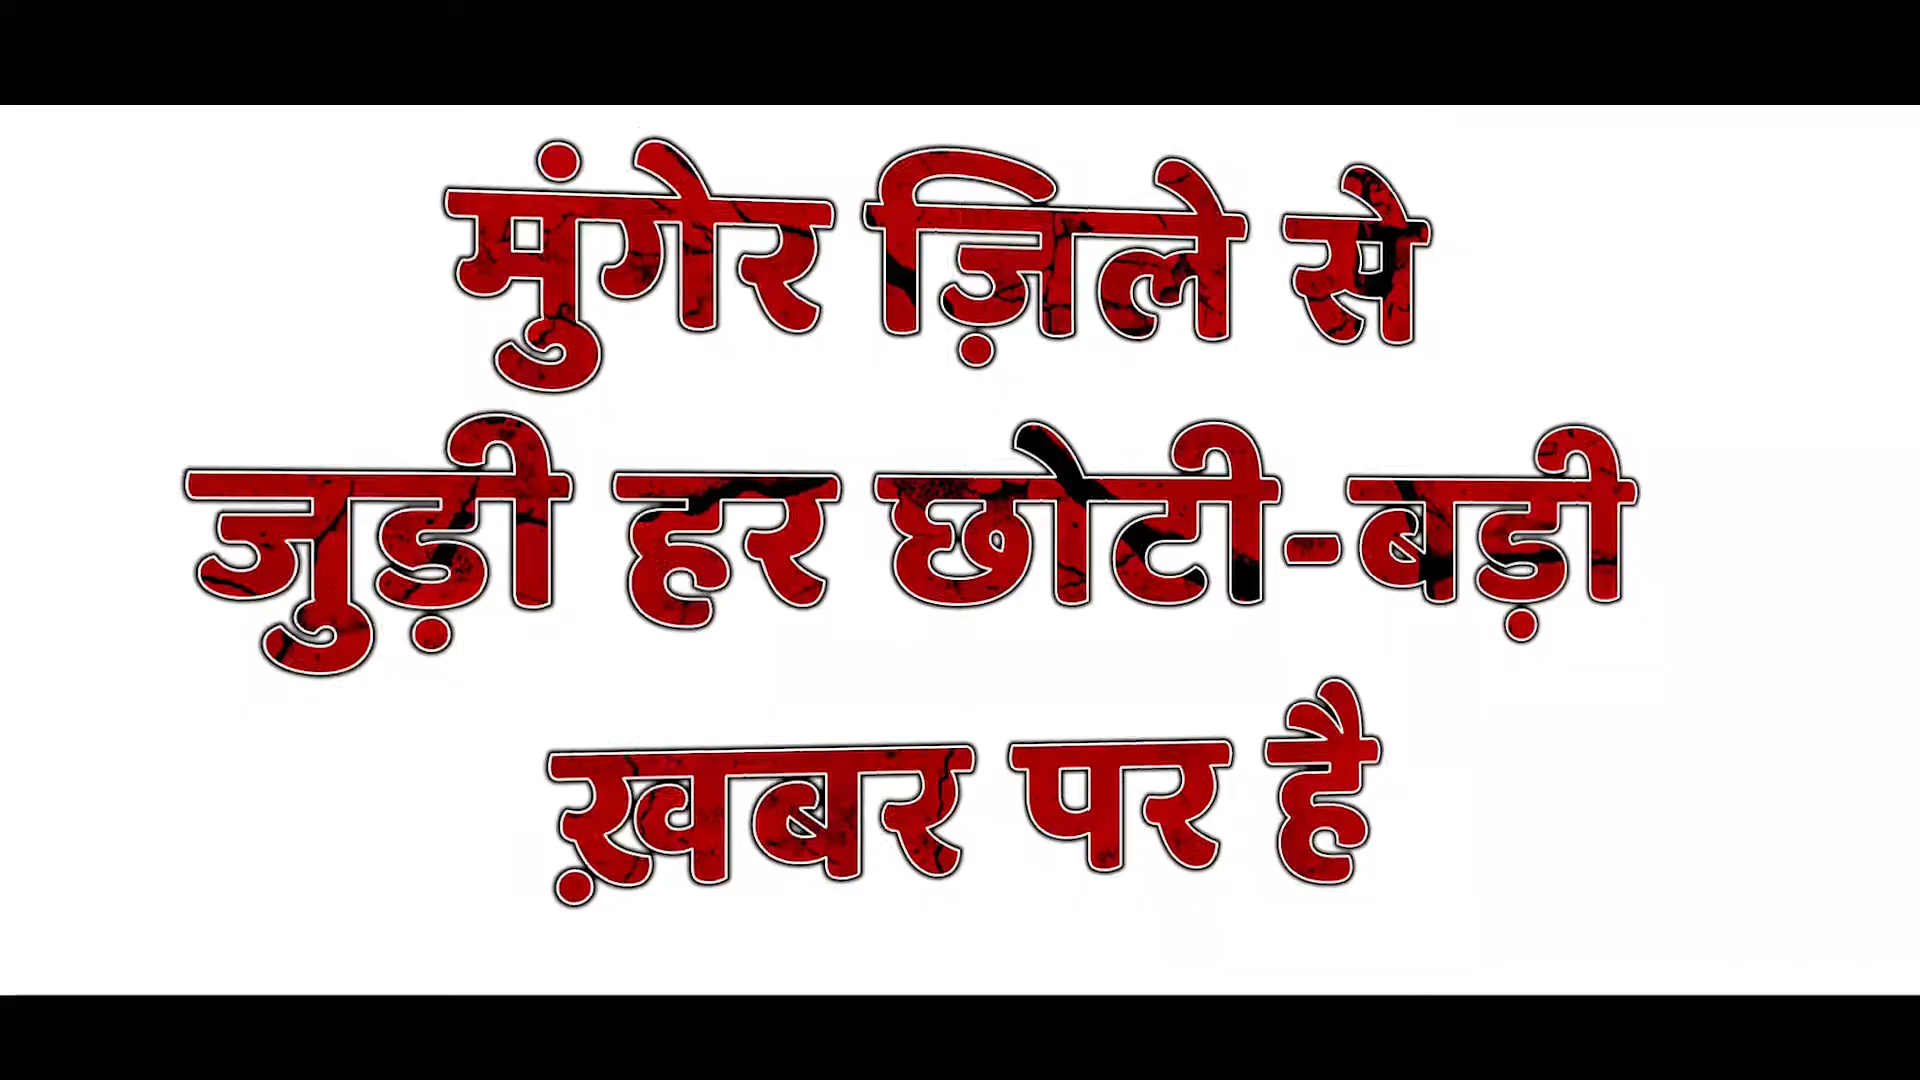 मुंगेर ज़िले से
जुड़ी हर छोटी-बड़ी
ख़बर पर है